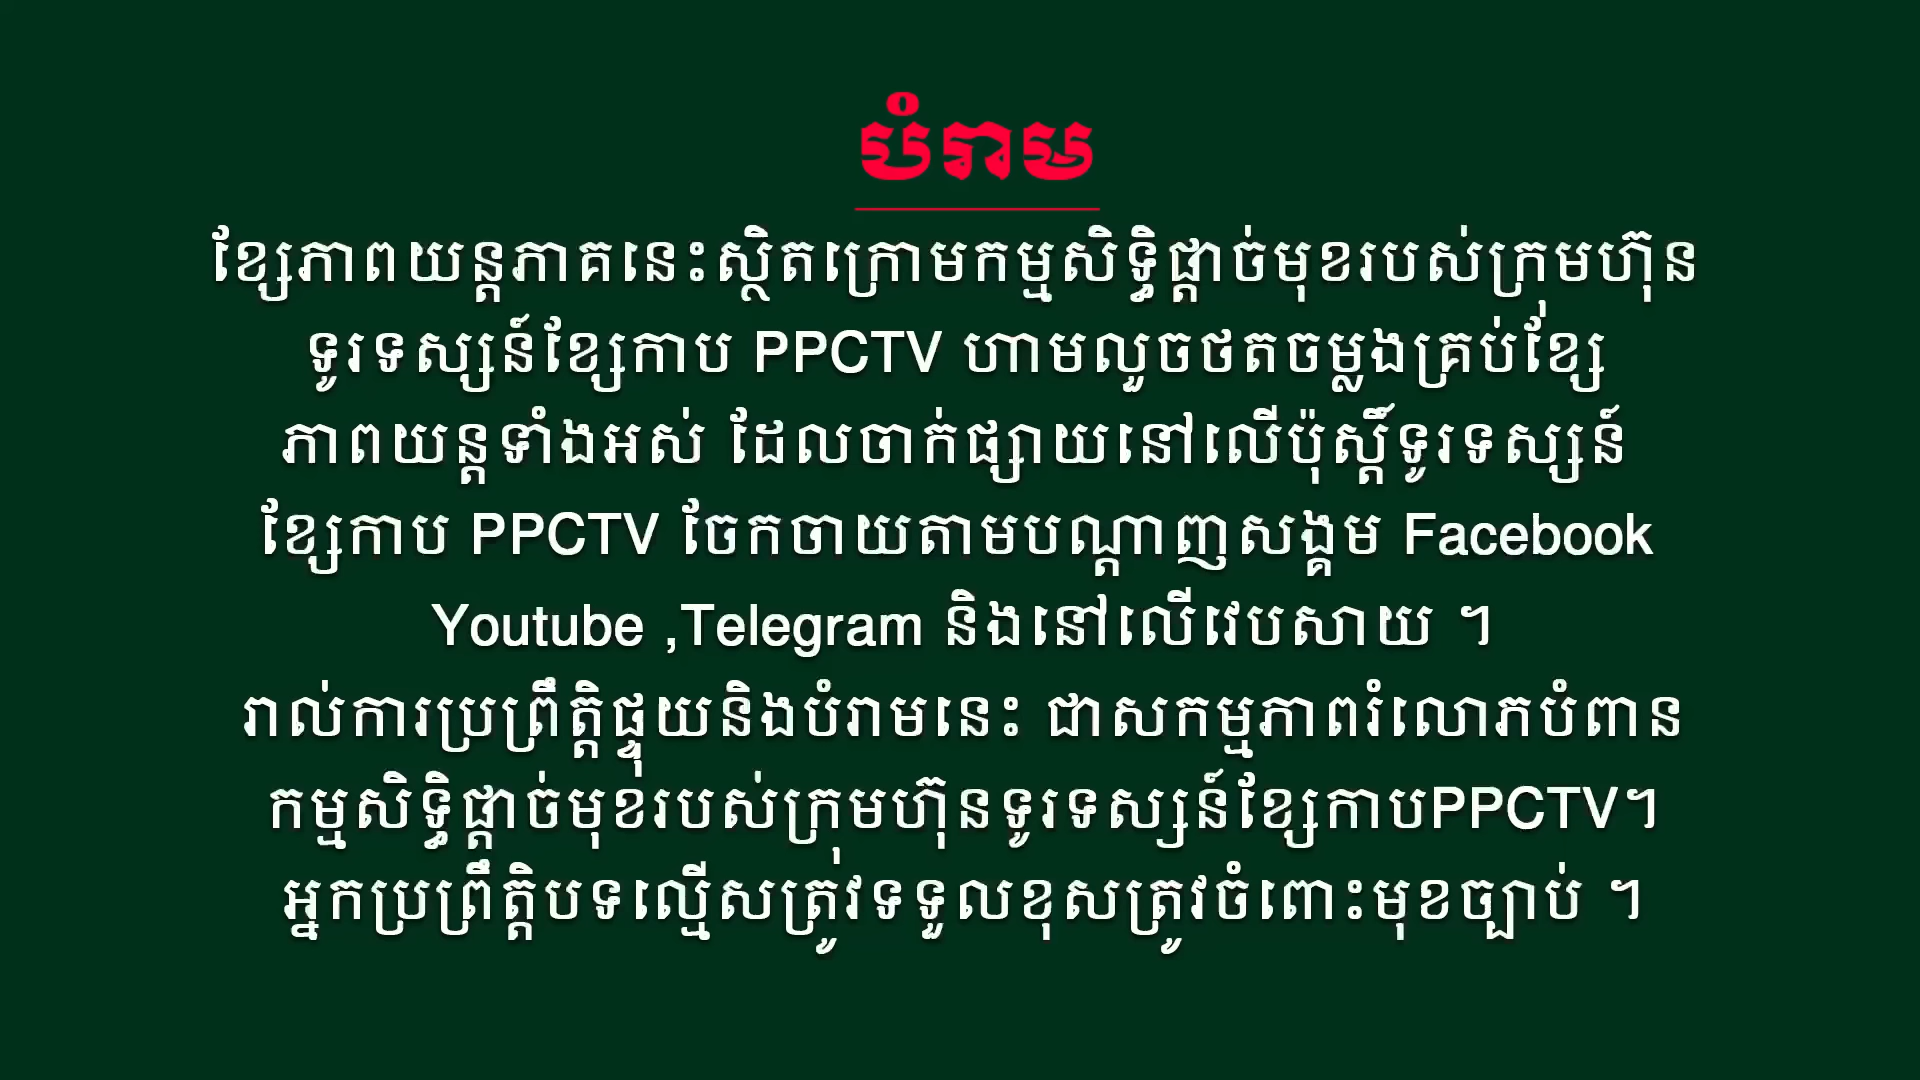 បំរាម
ខ្សែភាពយន្តភាគនេះស្ថិតក្រោមកម្មសិទ្ធិផ្តាច់មុខរបស់ក្រុមហ៊ុន
ទូរទស្សន៍ខ្សែកាប PPCTV ហាមលួចថតចម្លងគ្រប់ខ្សែ
ភាពយន្តទាំងអស់ ដែលចាក់ផ្សាយនៅលើប៉ុស្តិ៍ទូរទស្សន៍
ខ្សែកាប PPCTV ចែកចាយតាមបណ្តាញសង្គម Facebook
Youtube ,Telegram និងនៅលើវេបសាយ ។
រាល់ការប្រព្រឹត្តិផ្ទុយនិងបំរាមនេះ ជាសកម្មភាពរំលោភបំពាន
កម្មសិទ្ធិផ្តាច់មុខរបស់ក្រុមហ៊ុនទូរទស្សន៍ខ្សែកាបPPCTV។
អ្នកប្រព្រឹត្តិបទល្មើសត្រូវទទួលខុសត្រូវចំពោះមុខច្បាប់ ។